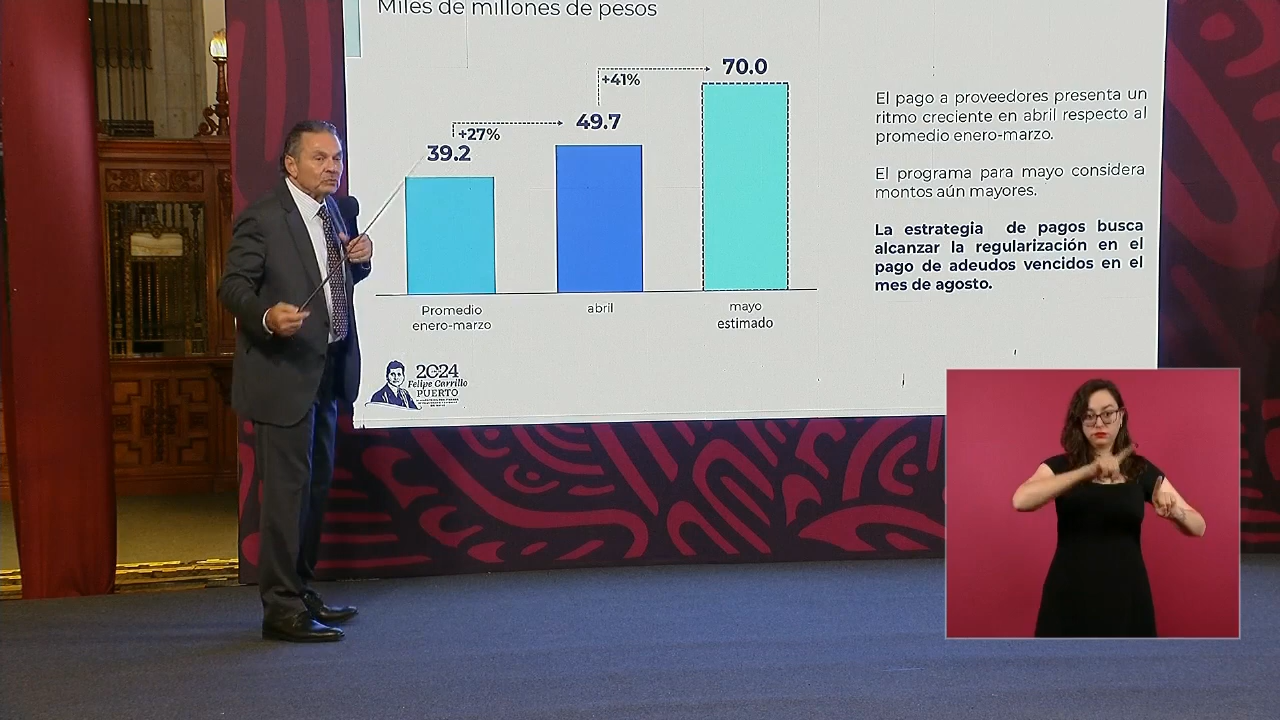 Miles de millones de pesos
70.0
+41%
49.7
+27%
39.2
Promedio
enero-marzo
abril
mayo
estimado
El pago a proveedores presenta un
ritmo creciente en abril respecto al
promedio enero-marzo.
El programa para mayo considera
montos aún mayores.
La estrategia de pagos busca
alcanzar la regularización en el
pago de adeudos vencidos en el
mes de agosto.
2024
Felipe Carrillo
PUERTO